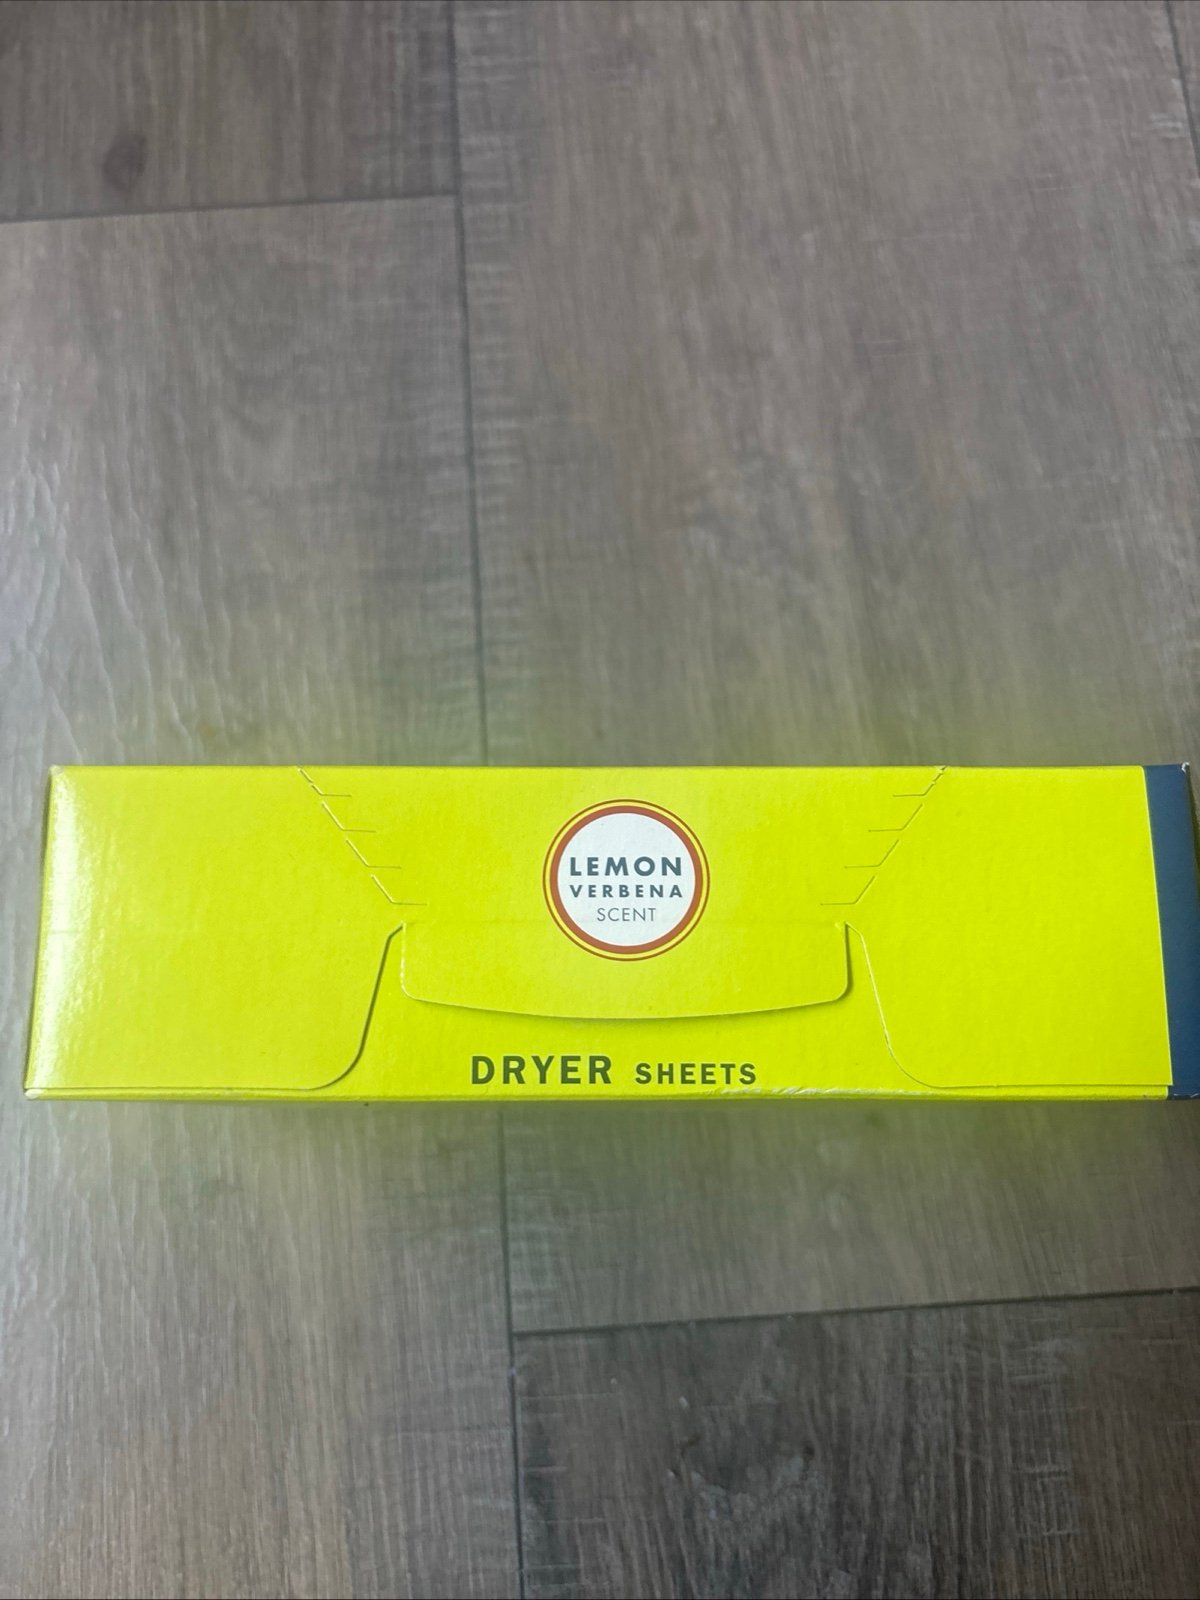 LEMON
VERBENA
SCENT
DRYER SHEETS